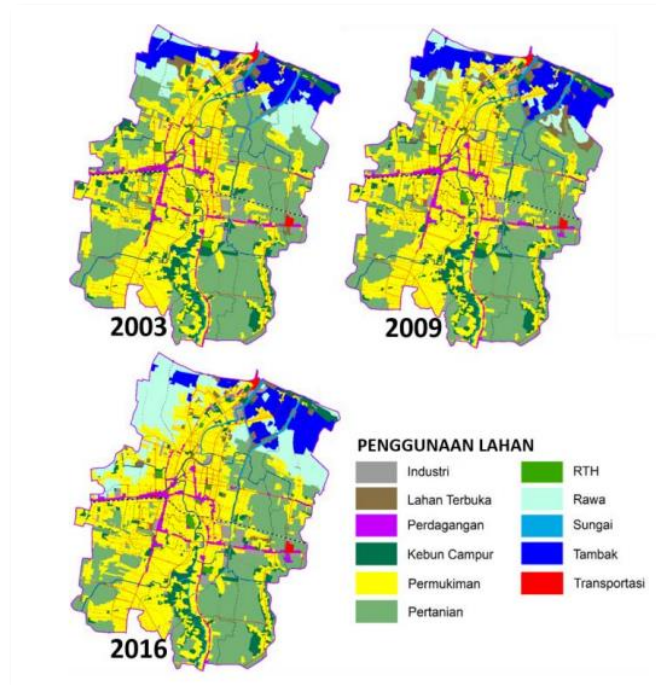 2003
2009
2016
PENGGUNAAN LAHAN
Industri
Lahan Terbuka
Perdagangan
Kebun Campur
Permukiman
Pertanian
RTH
Rawa
Sungai
Tambak
Transportasi